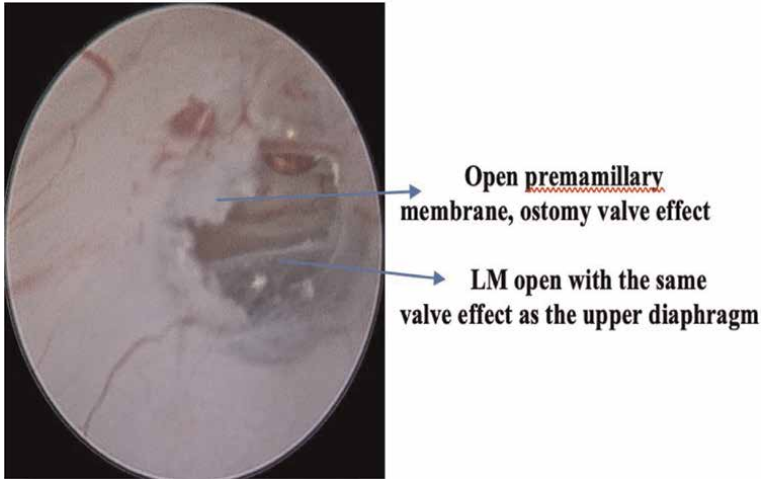 Open premamillary
membrane, ostomy valve effect
LM open with the same
valve effect as the upper diaphragm